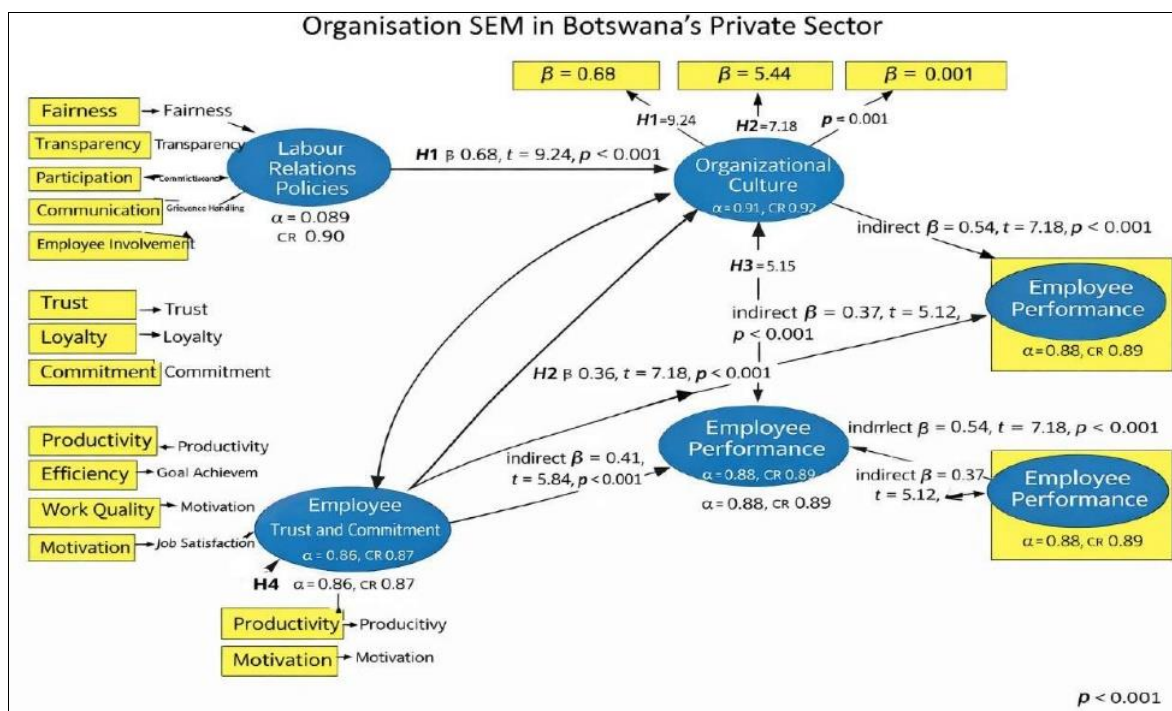 Organisation SEM in Botswana's Private Sector
β = 0.68
β = 5.44
β = 0.001
H1=9.24
H2=7.18
p = 0.001
Fairness
Fairness
Transparency
Transparency
Participation
Communication
Grievance Handling
Employee Involvement
Labour
Relations
Policies
α = 0.089
CR 0.90
H1 β 0.68, t = 9.24, p < 0.001
Organizational
Culture
α = 0.91, CR 0.92
indirect β = 0.54, t = 7.18, p < 0.001
H3=5.15
Employee
Performance
α = 0.88, CR 0.89
Trust
Trust
Loyalty
Loyalty
Commitment
Commitment
indirect β = 0.37, t = 5.12,
p < 0.001
H2 β 0.36, t = 7.18, p < 0.001
Productivity
Productivity
Efficiency
Goal Achievem
Work Quality
Motivation
Motivation
Job Satisfaction
Employee
Trust and Commitment
α = 0.86, CR 0.87
H4
α = 0.86, CR 0.87
indirect β = 0.41,
t = 5.84, p < 0.001
Employee
Performance
α = 0.88, CR 0.89
α = 0.88, CR 0.89
indrlect β = 0.54, t = 7.18, p < 0.001
indirect β = 0.37
t = 5.12,
Employee
Performance
α = 0.88, CR 0.89
Productivity
Producitivy
Motivation
Motivation
p < 0.001